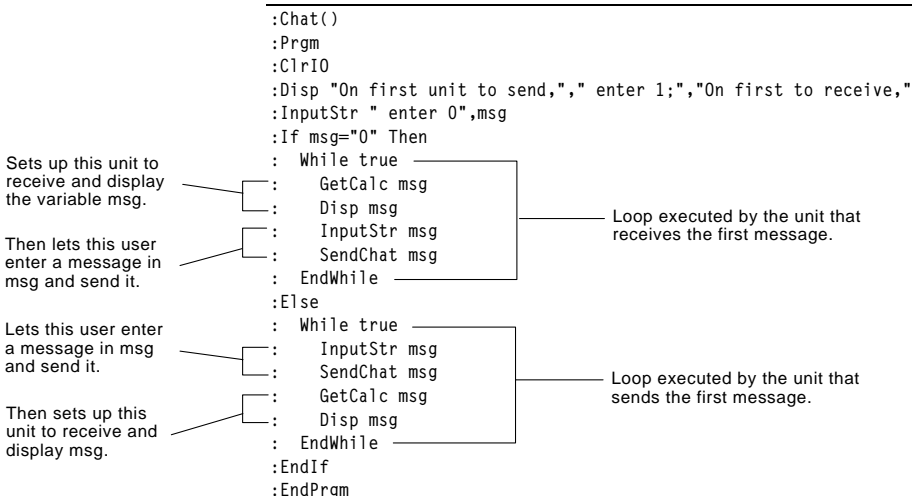 :Chat()
:Prgm
:ClrIO
:Disp "On first unit to send,"," enter 1;","On first to receive,"
:InputStr " enter 0",msg
:If msg="0" Then
:  While true
:    GetCalc msg
:    Disp msg
:    InputStr msg
:    SendChat msg
:  EndWhile
:Else
:  While true
:    InputStr msg
:    SendChat msg
:    GetCalc msg
:    Disp msg
:  EndWhile
:EndIf
:EndPrgm
Sets up this unit to
receive and display
the variable msg.
Then lets this user
enter a message in
msg and send it.
Lets this user enter
a message in msg
and send it.
Then sets up this
unit to receive and
display msg.
Loop executed by the unit that
receives the first message.
Loop executed by the unit that
sends the first message.